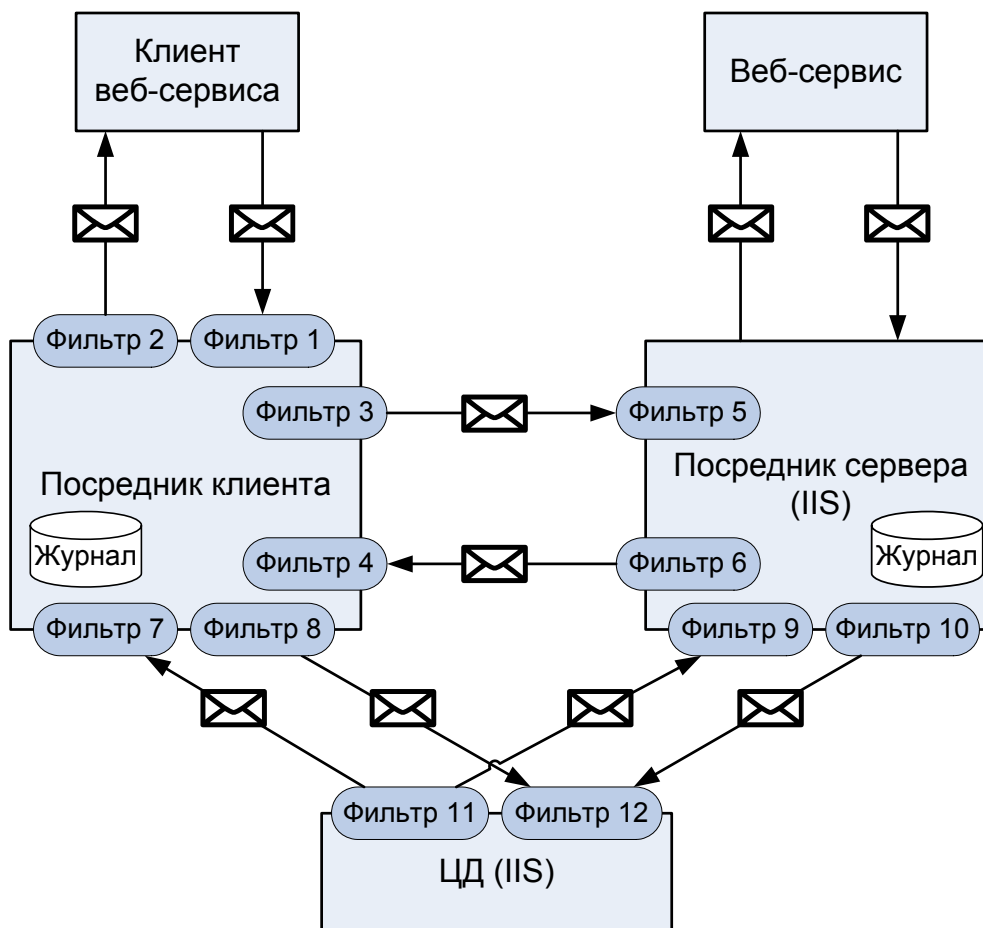 Клиент
веб-сервиса
Веб-сервис
Фильтр 2
Фильтр 1
Фильтр 3
Фильтр 5
Посредник клиента
Посредник сервера
(IIS)
Журнал
Журнал
Фильтр 4
Фильтр 6
Фильтр 7
Фильтр 8
Фильтр 9
Фильтр 10
Фильтр 11
Фильтр 12
ЦД (IIS)